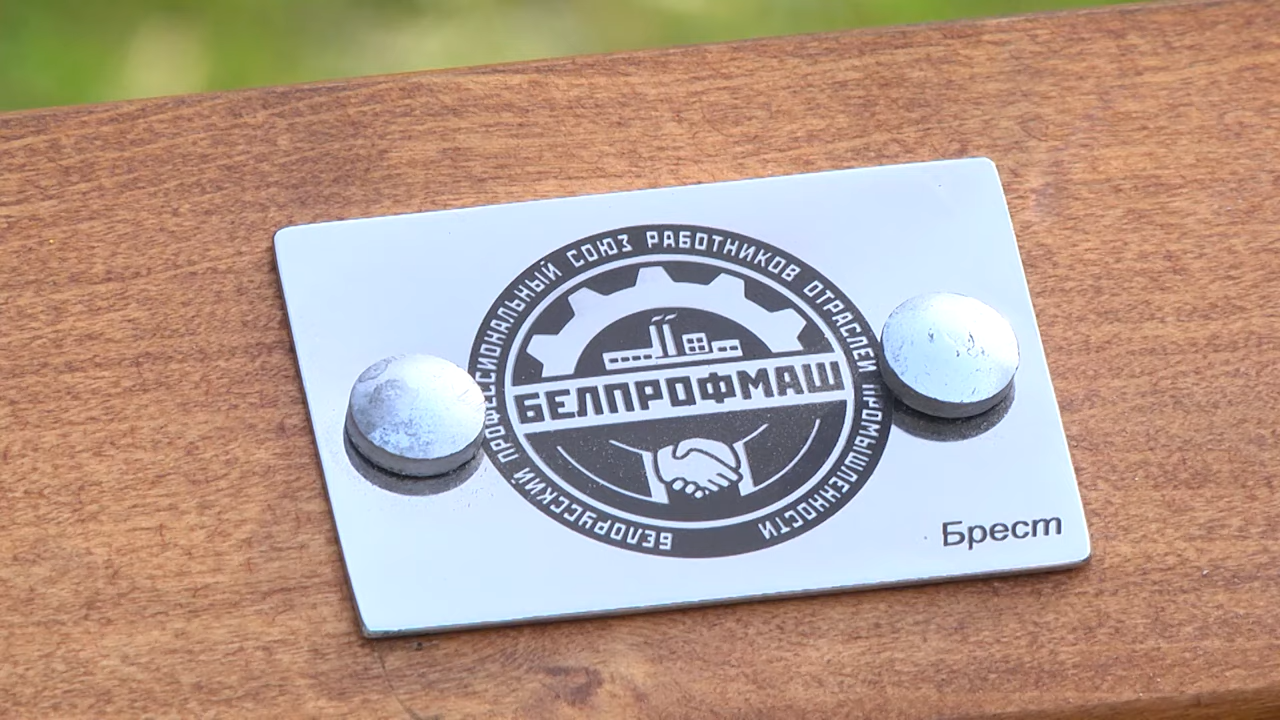 БЕЛОРУССКИЙ ПРОФЕССИОНАЛЬНЫЙ СОЮЗ РАБОТНИКОВ ОТРАСЛЕЙ ПРОМЫШЛЕННОСТИ
БЕЛПРОФМАШ
Брест